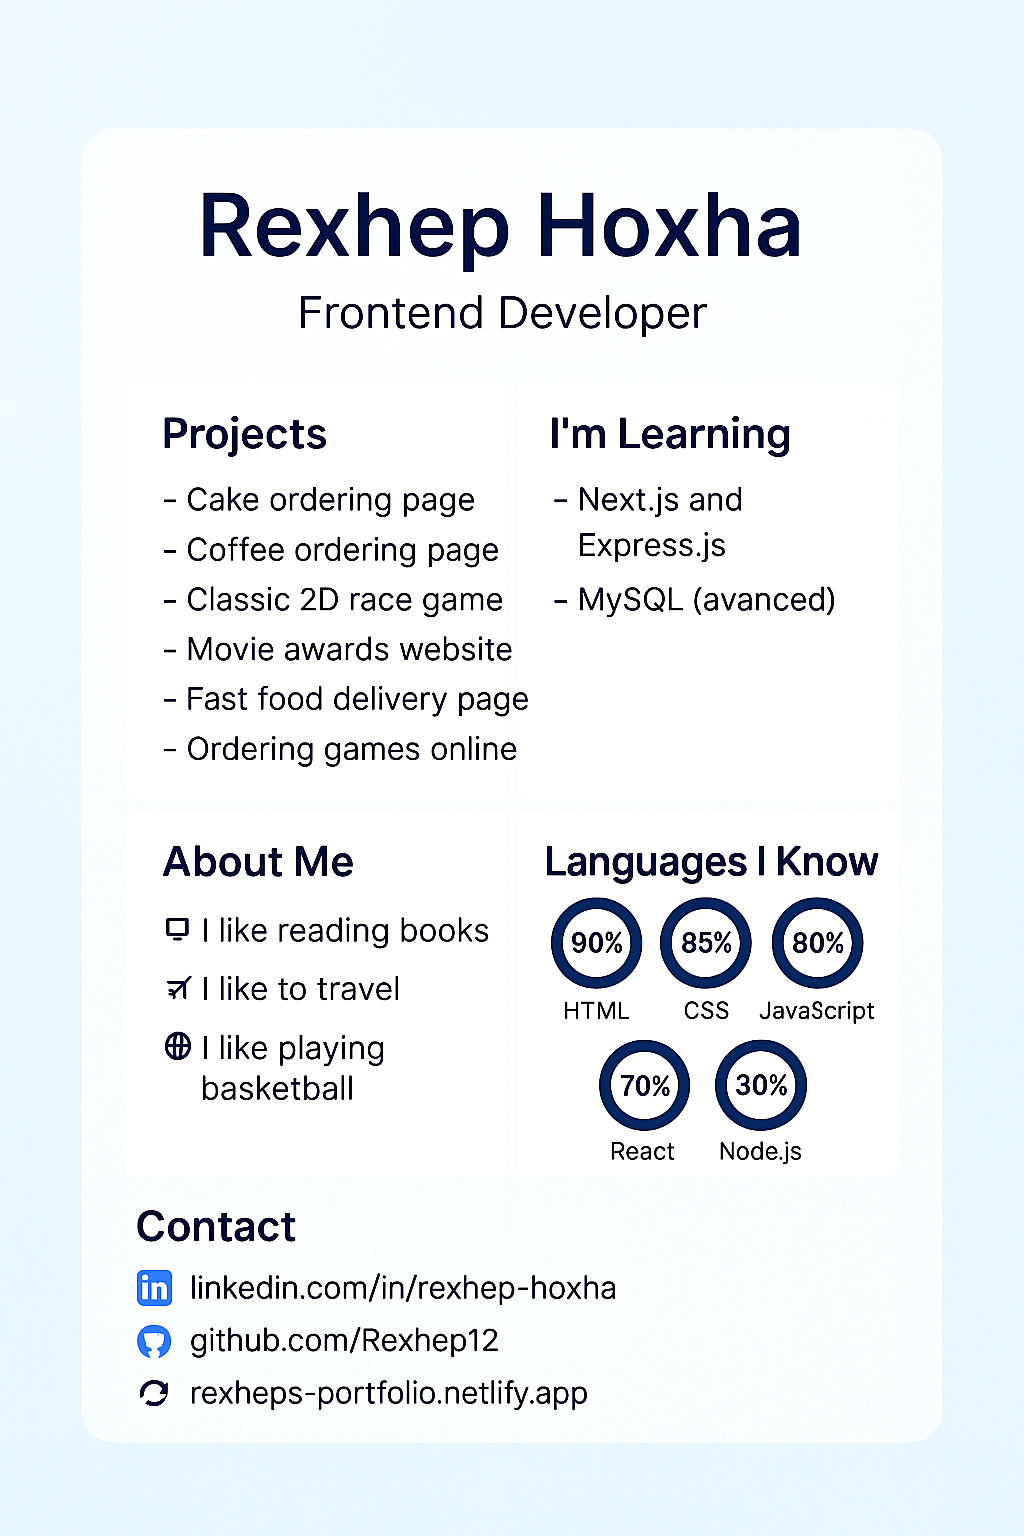 Rexhep Hoxha
Frontend Developer
Projects
- Cake ordering page
- Coffee ordering page
- Classic 2D race game
- Movie awards website
- Fast food delivery page
- Ordering games online
I'm Learning
- Next.js and
Express.js
- MySQL (avanced)
About Me
I like reading books
I like to travel
I like playing
basketball
Languages I Know
90% 85% 80%
HTML CSS JavaScript
70% 30%
React Node.js
Contact
in linkedin.com/in/rexhep-hoxha
github.com/Rexhep12
rexheps-portfolio.netlify.app